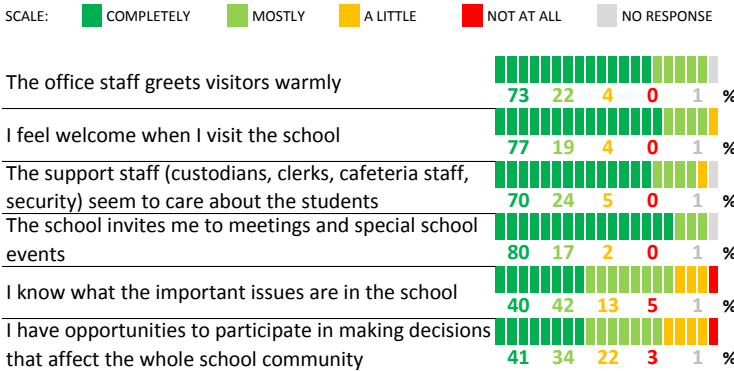 SCALE: COMPLETELY MOSTLY A LITTLE NOT AT ALL NO RESPONSE
The office staff greets visitors warmly
73 22 4 0 1 %
I feel welcome when I visit the school
77 19 4 0 1 %
The support staff (custodians, clerks, cafeteria staff,
security) seem to care about the students
70 24 5 0 1 %
The school invites me to meetings and special school
events
80 17 2 0 1 %
I know what the important issues are in the school
40 42 13 5 1 %
I have opportunities to participate in making decisions
that affect the whole school community
41 34 22 3 1 %